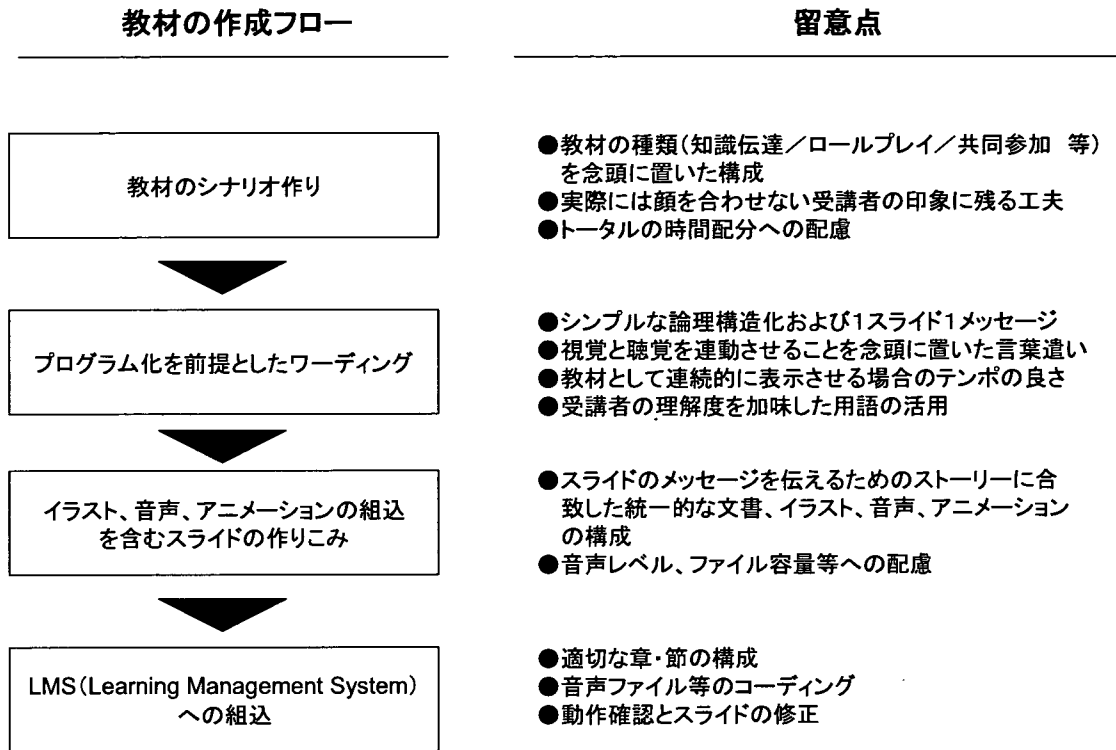 教材の作成フロー
留意点
教材のシナリオ作り
●教材の種類(知識伝達／ロールプレイ／共同参加　等)
を念頭に置いた構成
●実際には顔を合わせない受講者の印象に残る工夫
●トータルの時間配分への配慮
プログラム化を前提としたワーディング
●シンプルな論理構造化および1スライド1メッセージ
●視覚と聴覚を連動させることを念頭に置いた言葉遣い
●教材として連続的に表示させる場合のテンポの良さ
●受講者の理解度を加味した用語の活用
イラスト、音声、アニメーションの組込
を含むスライドの作りこみ
●スライドのメッセージを伝えるためのストーリーに合
致した統一的な文書、イラスト、音声、アニメーション
の構成
●音声レベル、ファイル容量等への配慮
LMS(Learning Management System)
への組込
●適切な章・節の構成
●音声ファイル等のコーディング
●動作確認とスライドの修正